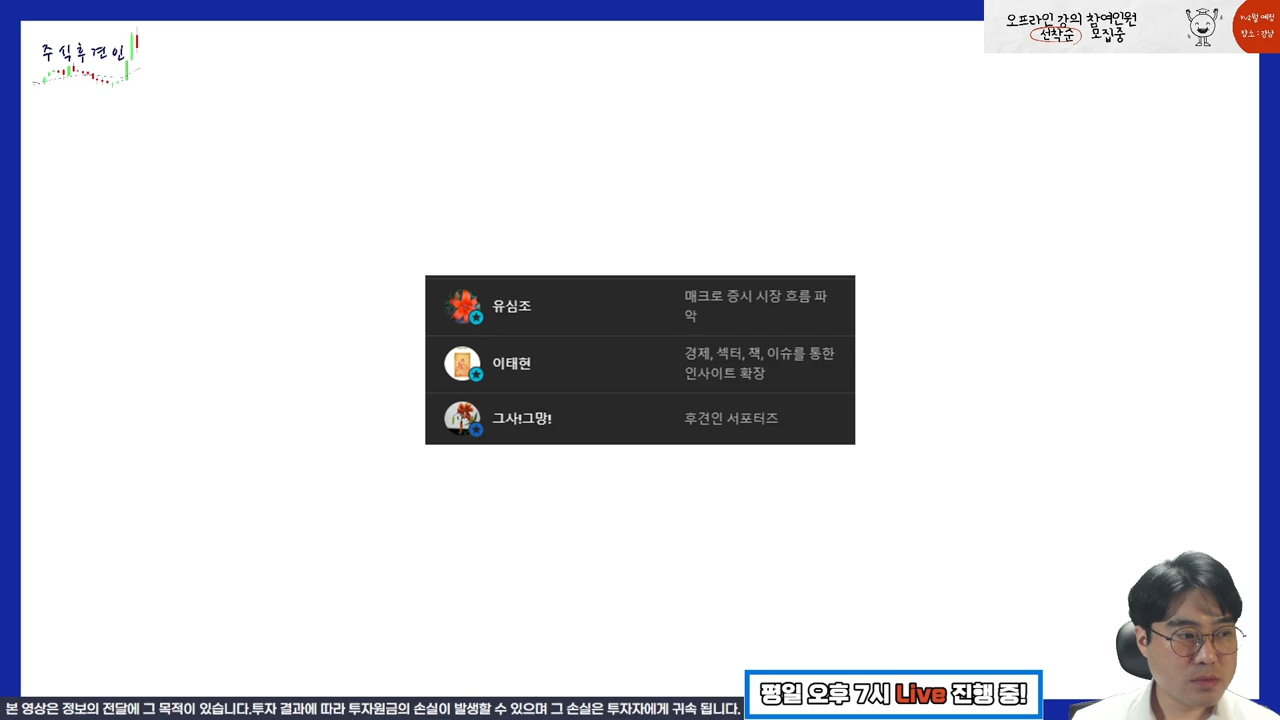 주식후견인
오프라인 강의 참여인원
선착순 모집중
장소 : 강남
유심조
매크로 증시 시장 흐름 파
악
이태현
경제, 섹터, 책, 이슈를 통한
인사이트 확장
그사!그망!
후견인 서포터즈
평일 오후 7시 Live 진행 중!
본 영상은 정보의 전달에 그 목적이 있습니다.투자 결과에 따라 투자원금의 손실이 발생할 수 있으며 그 손실은 투자자에게 귀속 됩니다.